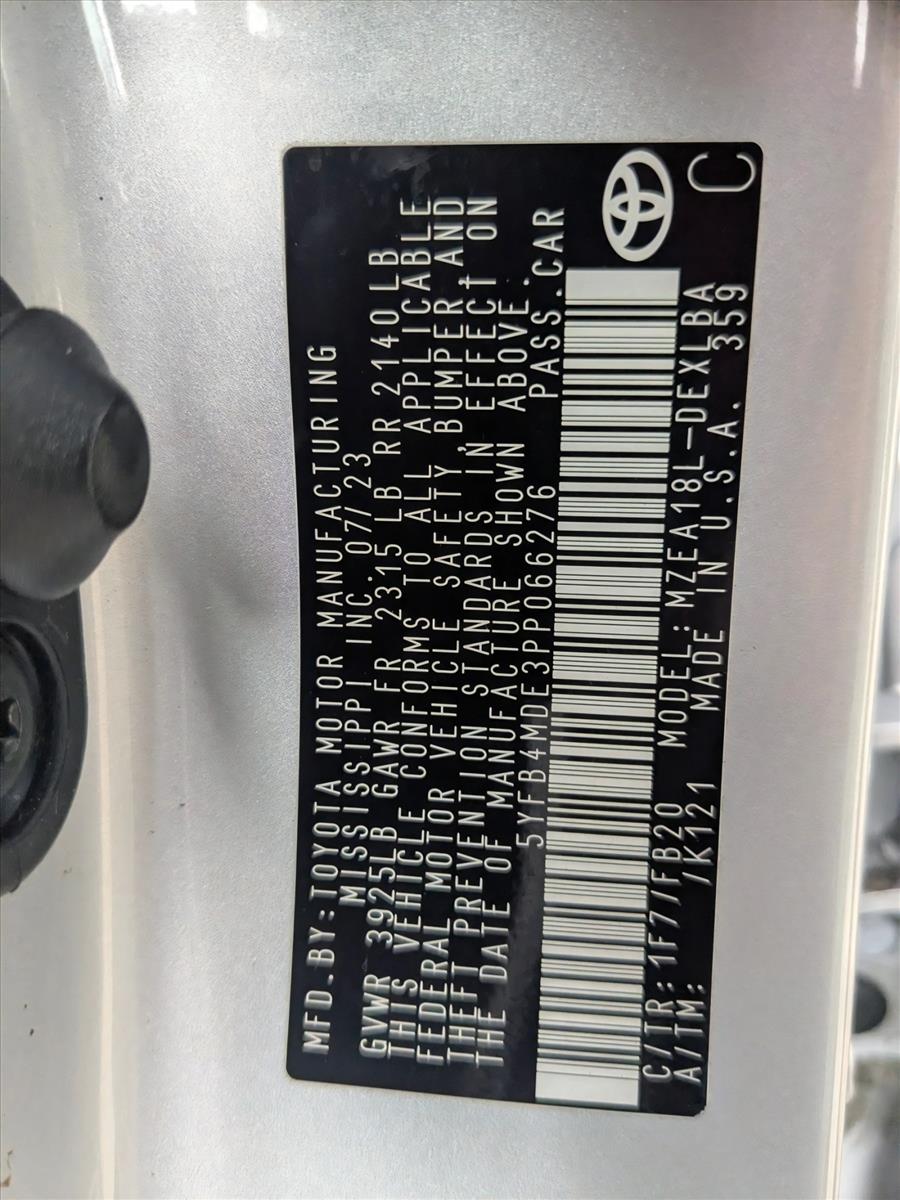 MFD.BY:TOYOTA MOTOR MANUFACTURING
MISSISSIPPI INC. 07/23
GVWR 3925LB GAWR FR 2315 LB RR 2140LB
THIS VEHICLE CONFORMS TO ALL APPLICABLE
FEDERAL MOTOR VEHICLE SAFETY, BUMPER AND
THEFT PREVENTION STANDARDS IN EFFECT ON
THE DATE OF MANUFACTURE SHOWN ABOVE.
5YFB4MDE3PP066276 PASS.CAR
C/TR:1F7/FB20 MODEL:MZEA18L-DEXLBA
A/TM: /K121 MADE IN U.S.A. 359 C